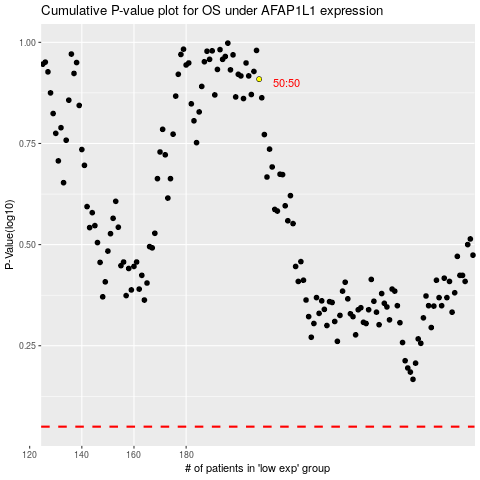 Cumulative P-value plot for OS under AFAP1L1 expression
1.00
50:50
0.75
P-Value(log10)
0.50
0.25
120 140 160 180
# of patients in 'low exp' group